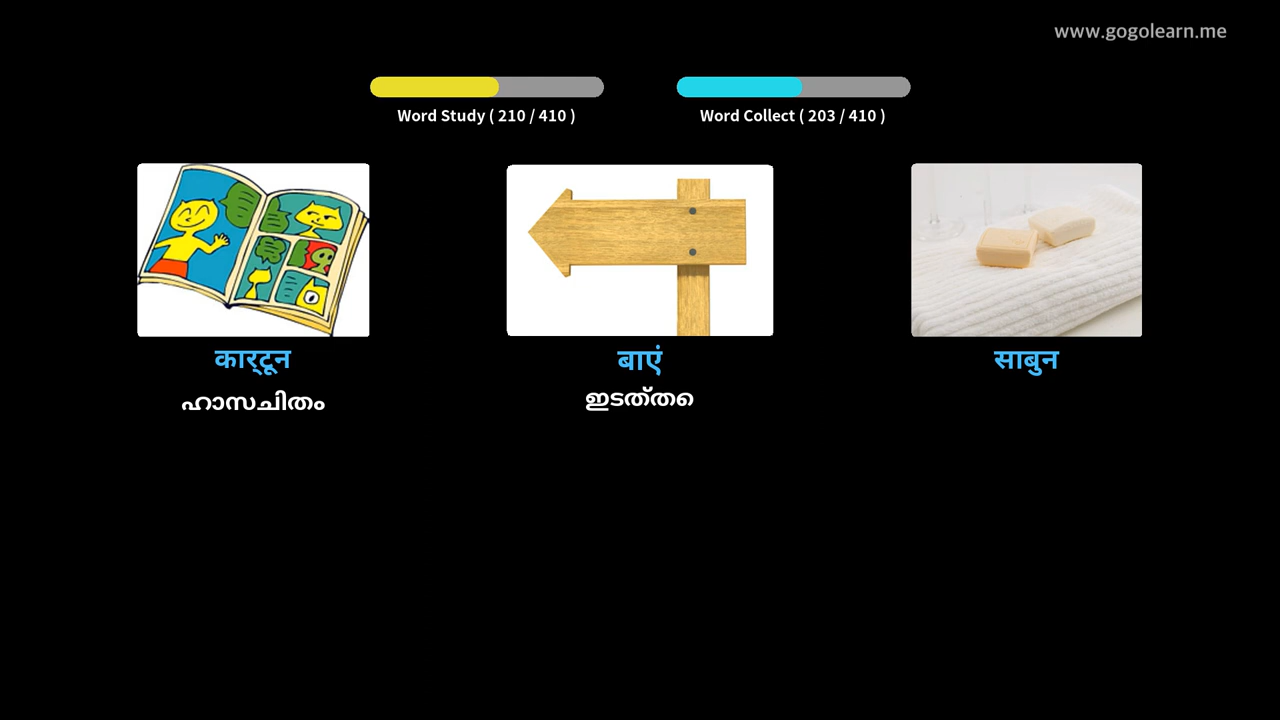 www.gogolearn.me
Word Study ( 210 / 410 )
Word Collect ( 203 / 410 )
कार्‍टून
बाएं
साबुन
ഹാസചിതം
ഇടത്‌തെ